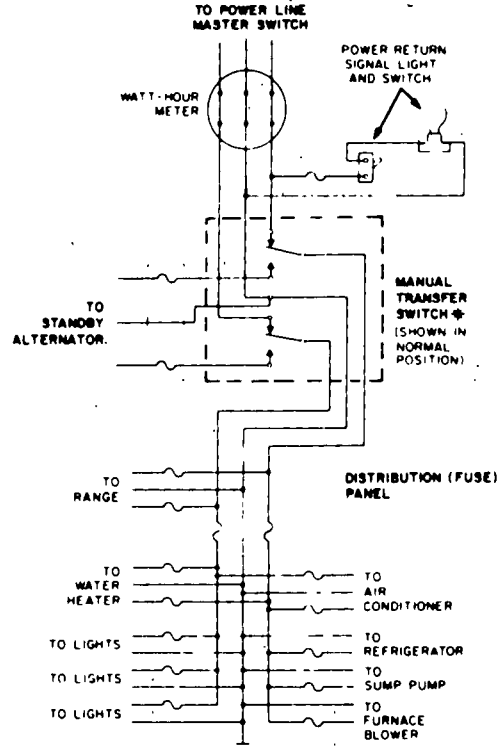 TO POWER LINE
MASTER SWITCH
POWER RETURN
SIGNAL LIGHT
AND SWITCH
WATT-HOUR
METER
MANUAL
TRANSFER
SWITCH *
(SHOWN IN
NORMAL
POSITION)
TO
STANDBY
ALTERNATOR.
DISTRIBUTION (FUSE)
PANEL
TO
RANGE
TO
WATER
HEATER
TO
AIR
CONDITIONER
TO LIGHTS
TO
REFRIGERATOR
TO LIGHTS
TO
SUMP PUMP
TO LIGHTS
TO
FURNACE
BLOWER